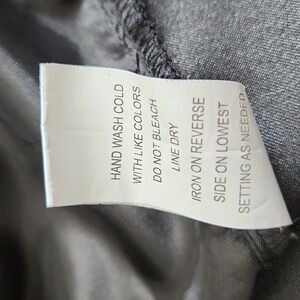 HAND WASH COLD
WITH LIKE COLORS
DO NOT BLEACH
LINE DRY
IRON ON REVERSE
SIDE ON LOWEST
SETTING AS NEEDED